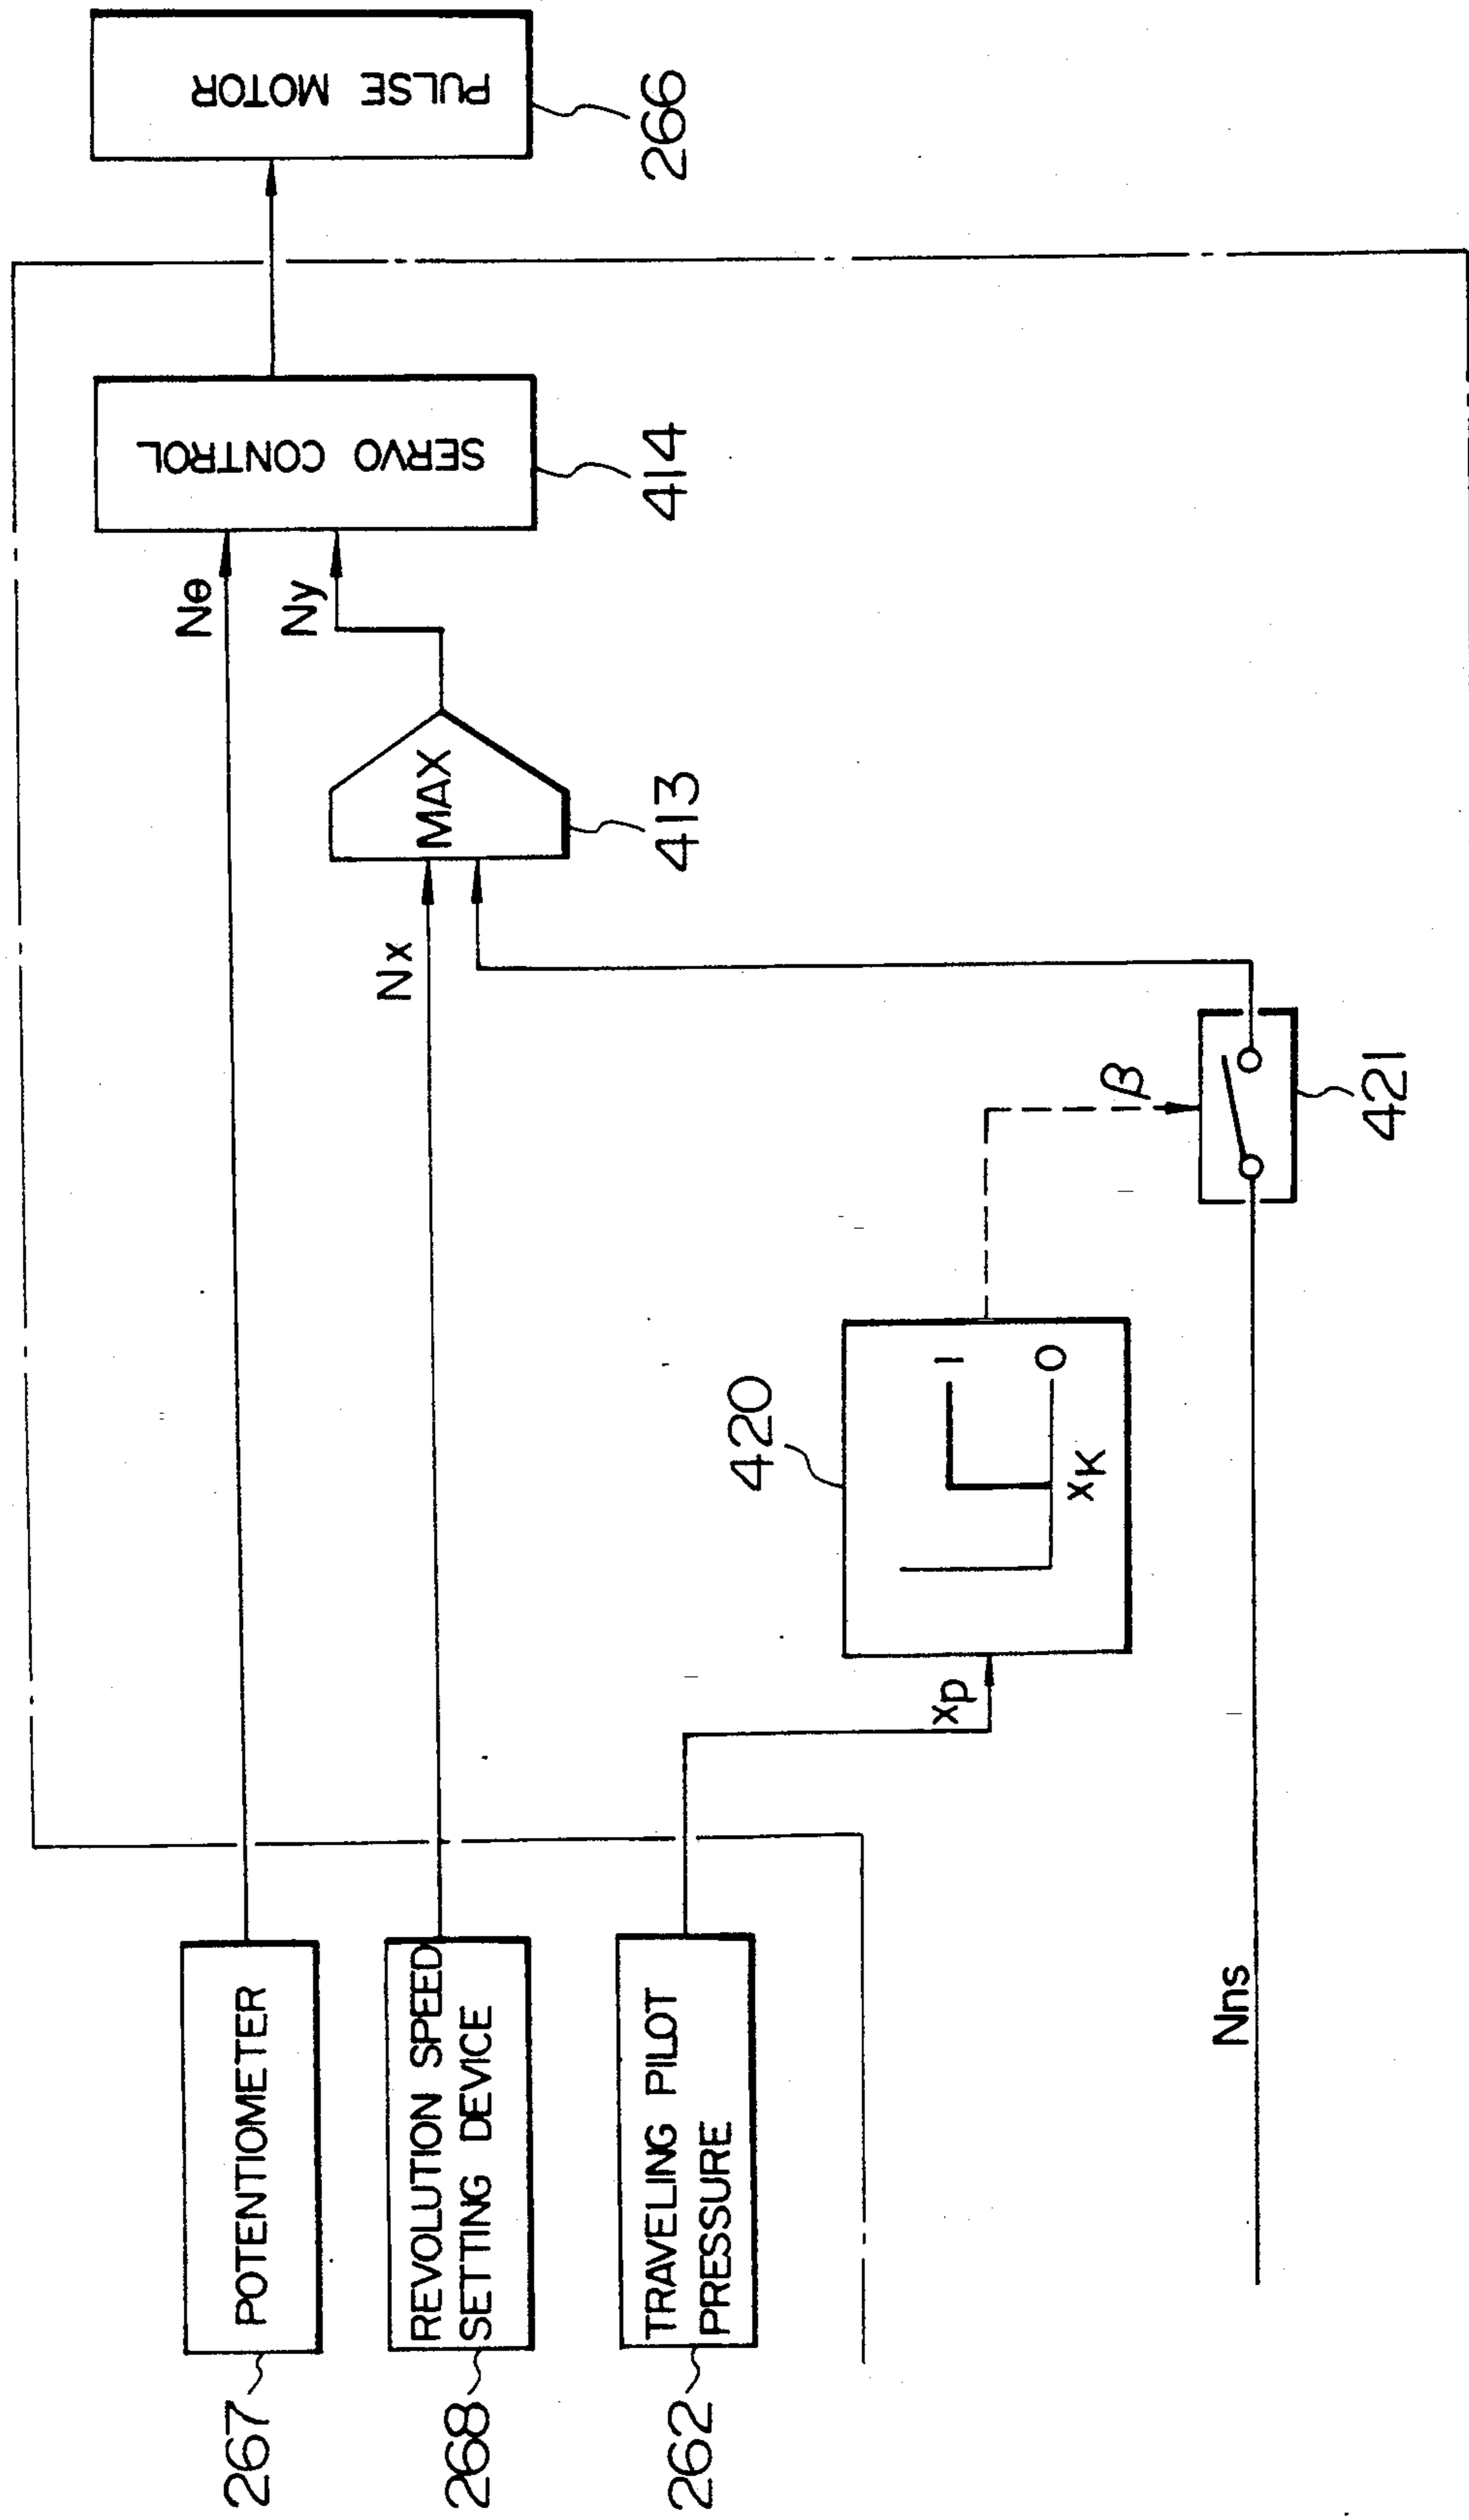 267
POTENTIOMETER
Nθ
268
REVOLUTION SPEED
SETTING DEVICE
Nx
262
TRAVELING PILOT
PRESSURE
xp
420
1
0
xK
β
421
Nns
MAX
413
Ny
SERVO CONTROL
414
PULSE MOTOR
266